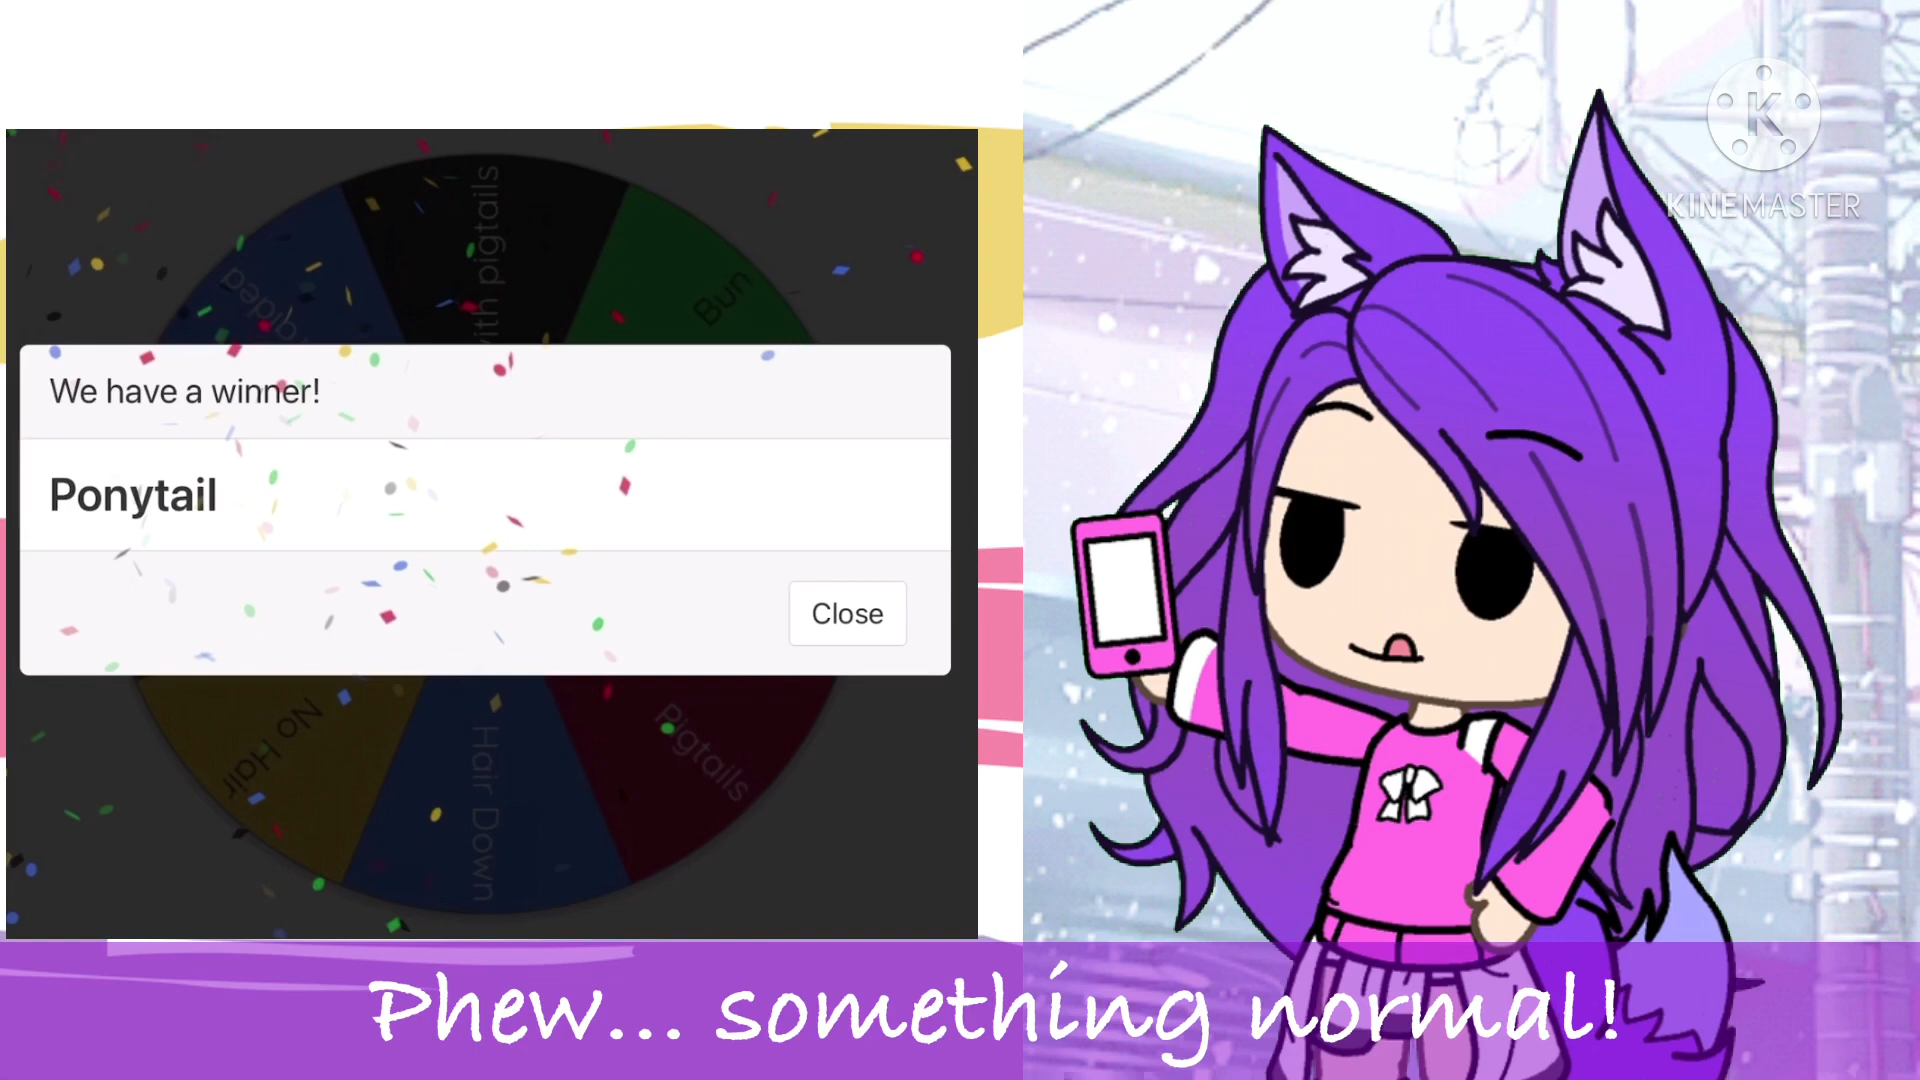 with pigtails
Bun
We have a winner!
Ponytail
Close
No Hair
Hair Down
Pigtails
K
KINEMASTER
Phew... something normal!